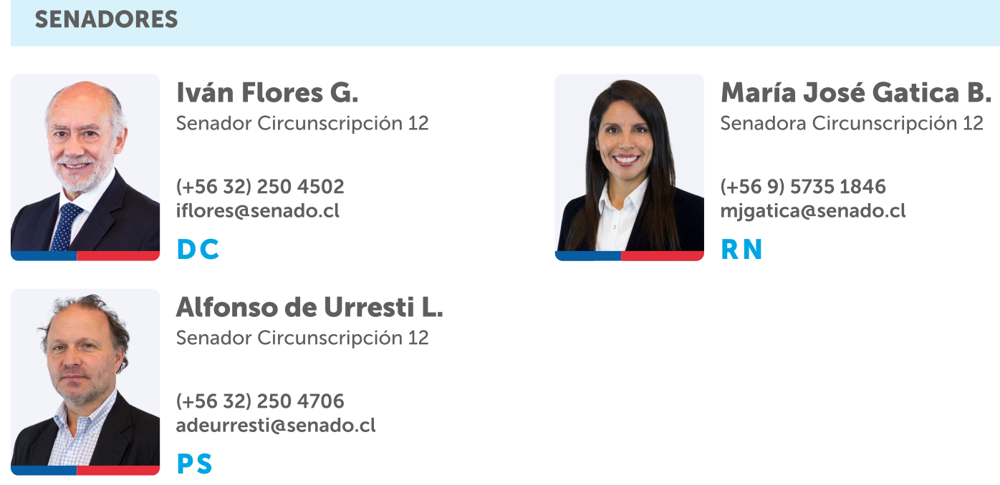 SENADORES
Iván Flores G.
Senador Circunscripción 12
(+56 32) 250 4502
iflores@senado.cl
DC
María José Gatica B.
Senadora Circunscripción 12
(+56 9) 5735 1846
mjgatica@senado.cl
RN
Alfonso de Urresti L.
Senador Circunscripción 12
(+56 32) 250 4706
adeurresti@senado.cl
PS